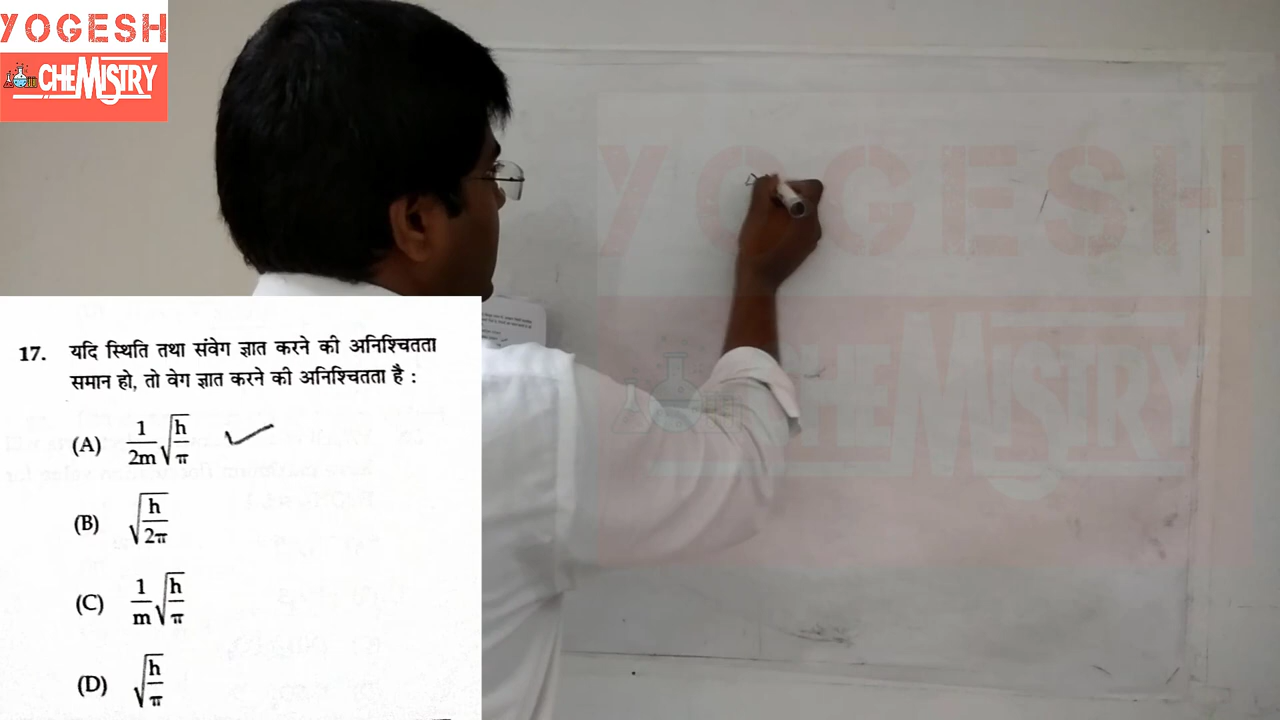 YOGESH
CHEMISTRY
YOGESH
CHEMISTRY
17. यदि स्थिति तथा संवेग ज्ञात करने की अनिश्चितता
समान हो, तो वेग ज्ञात करने की अनिश्चितता है :
(A) 1/2m √h/π
(B) √h/2π
(C) 1/m √h/π
(D) √h/π